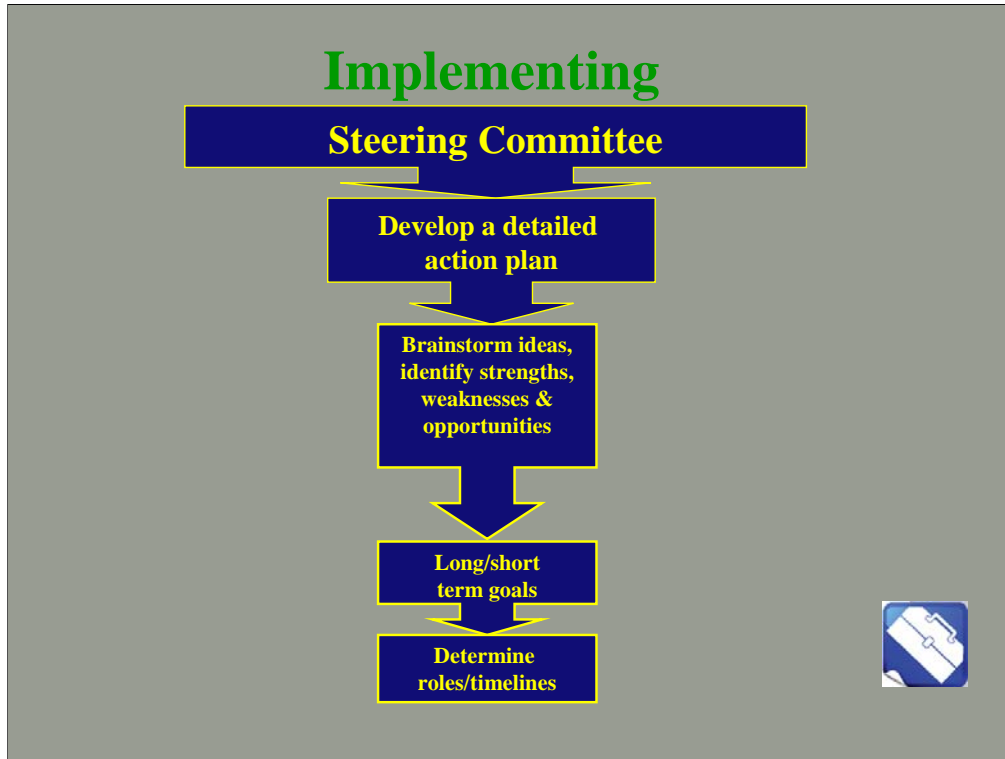 Implementing
Steering Committee
Develop a detailed
action plan
Brainstorm ideas,
identify strengths,
weaknesses &
opportunities
Long/short
term goals
Determine
roles/timelines